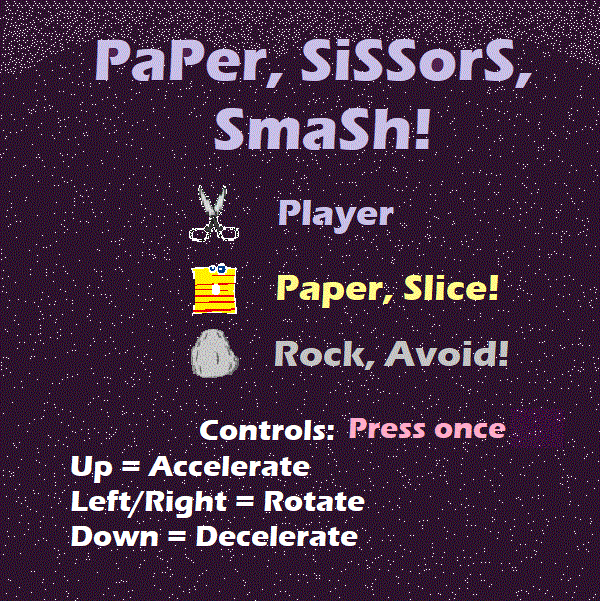 PaPer, SiSSorS,
SmaSh!
Player
Paper, Slice!
Rock, Avoid!
Controls: Press once
Up = Accelerate
Left/Right = Rotate
Down = Decelerate